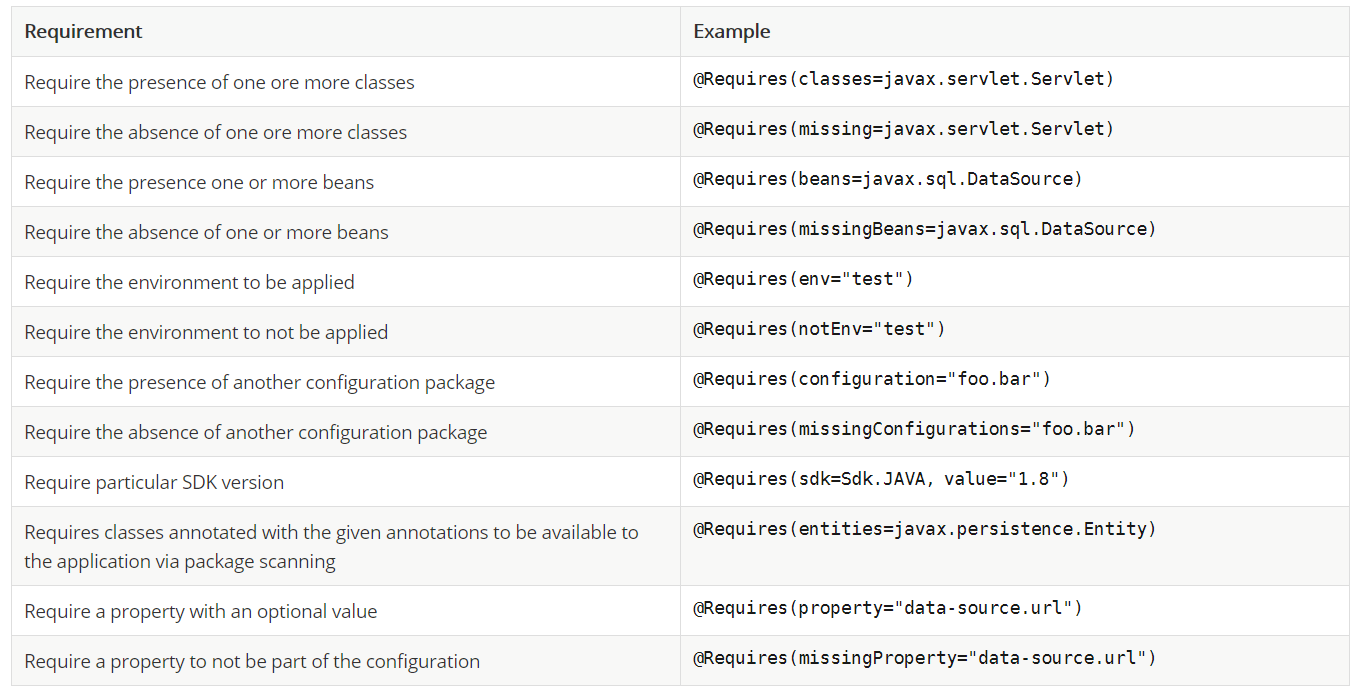 Requirement Example
Require the presence of one ore more classes @Requires(classes=javax.servlet.Servlet)
Require the absence of one ore more classes @Requires(missing=javax.servlet.Servlet)
Require the presence one or more beans @Requires(beans=javax.sql.DataSource)
Require the absence of one or more beans @Requires(missingBeans=javax.sql.DataSource)
Require the environment to be applied @Requires(env="test")
Require the environment to not be applied @Requires(notEnv="test")
Require the presence of another configuration package @Requires(configuration="foo.bar")
Require the absence of another configuration package @Requires(missingConfigurations="foo.bar")
Require particular SDK version @Requires(sdk=Sdk.JAVA, value="1.8")
Requires classes annotated with the given annotations to be available to @Requires(entities=javax.persistence.Entity)
the application via package scanning
Require a property with an optional value @Requires(property="data-source.url")
Require a property to not be part of the configuration @Requires(missingProperty="data-source.url")